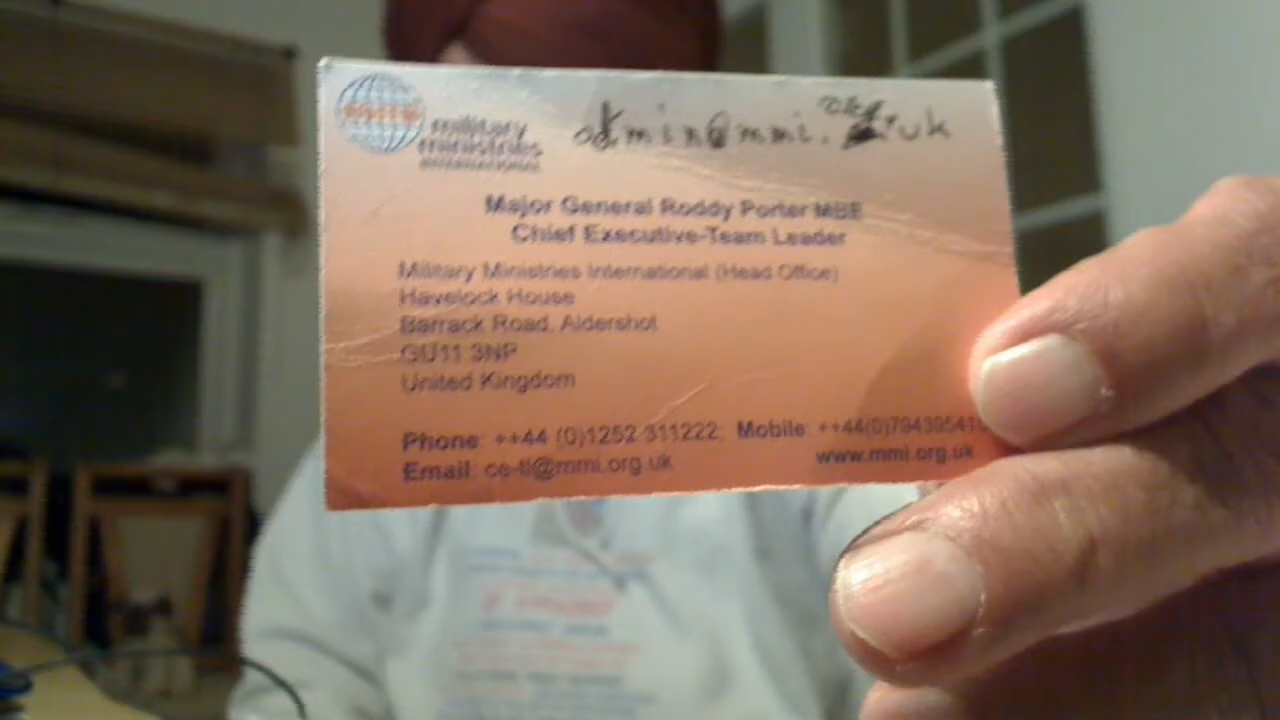 military
ministries
INTERNATIONAL
admin@mmi.org.uk
Major General Roddy Porter MBE
Chief Executive-Team Leader
Military Ministries International (Head Office)
Havelock House
Barrack Road, Aldershot
GU11 3NP
United Kingdom
Phone: ++44 (0)1252 311222; Mobile: ++44(0)794395416
Email: ce-tl@mmi.org.uk
www.mmi.org.uk